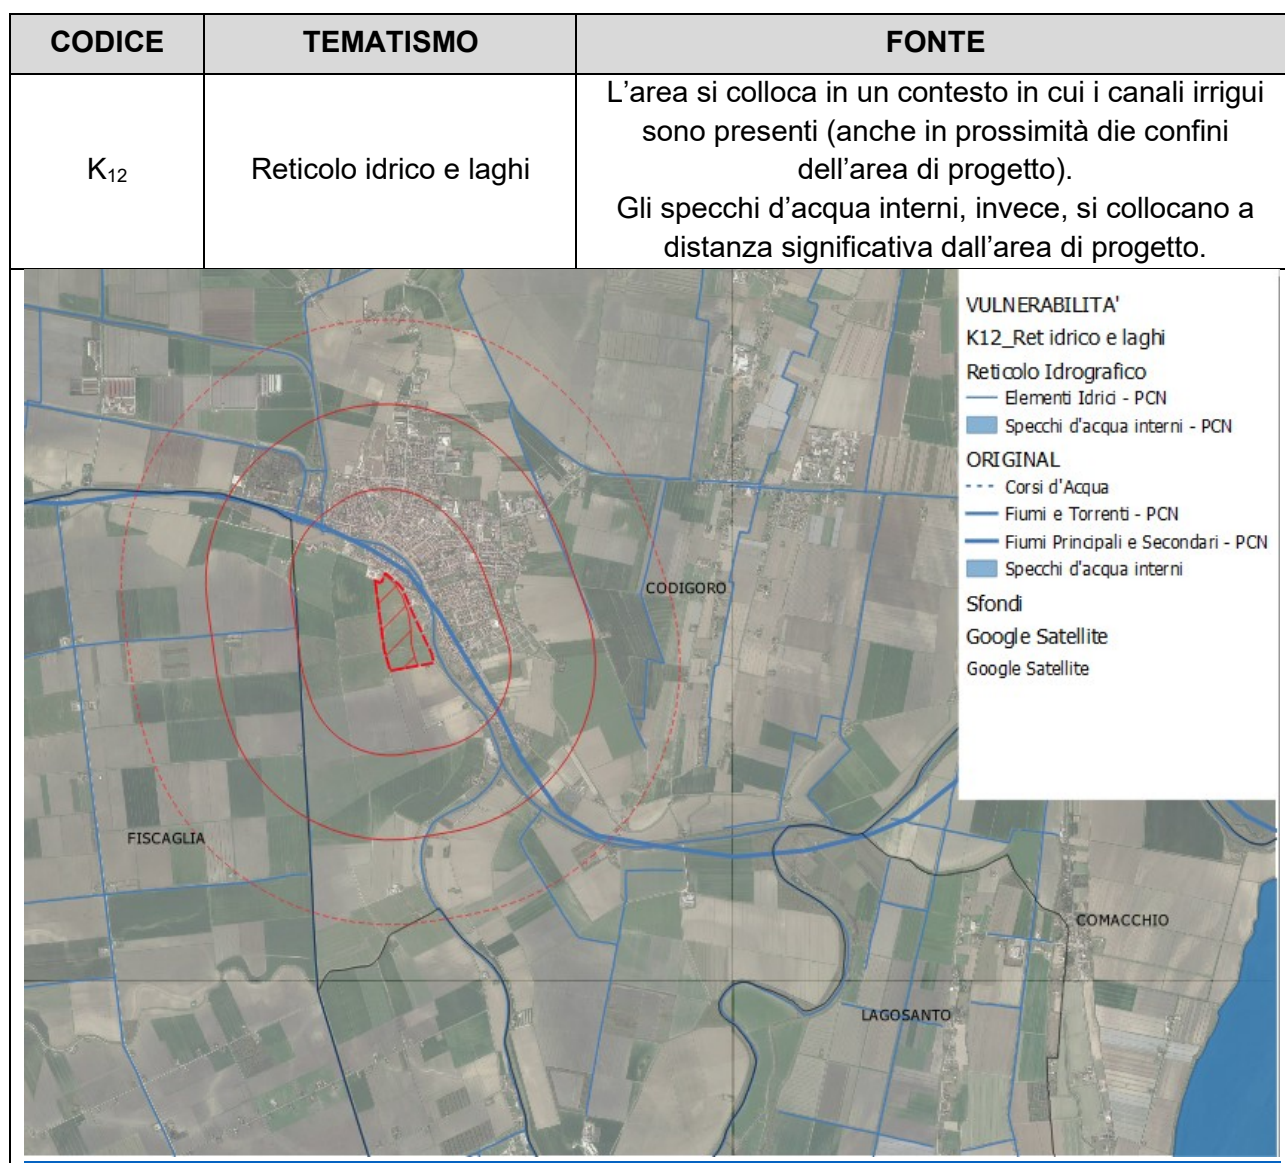 CODICE TEMATISMO FONTE
K12 Reticolo idrico e laghi
L’area si colloca in un contesto in cui i canali irrigui
sono presenti (anche in prossimità die confini
dell’area di progetto).
Gli specchi d’acqua interni, invece, si collocano a
distanza significativa dall’area di progetto.
VULNERABILITA'
K12_Ret idrico e laghi
Reticolo Idrografico
Elementi Idrici - PCN
Specchi d'acqua interni - PCN
ORIGINAL
Corsi d'Acqua
Fiumi e Torrenti - PCN
Fiumi Principali e Secondari - PCN
Specchi d'acqua interni
Sfondi
Google Satellite
Google Satellite
CODIGORO
FISCAGLIA
COMACCHIO
LAGOSANTO